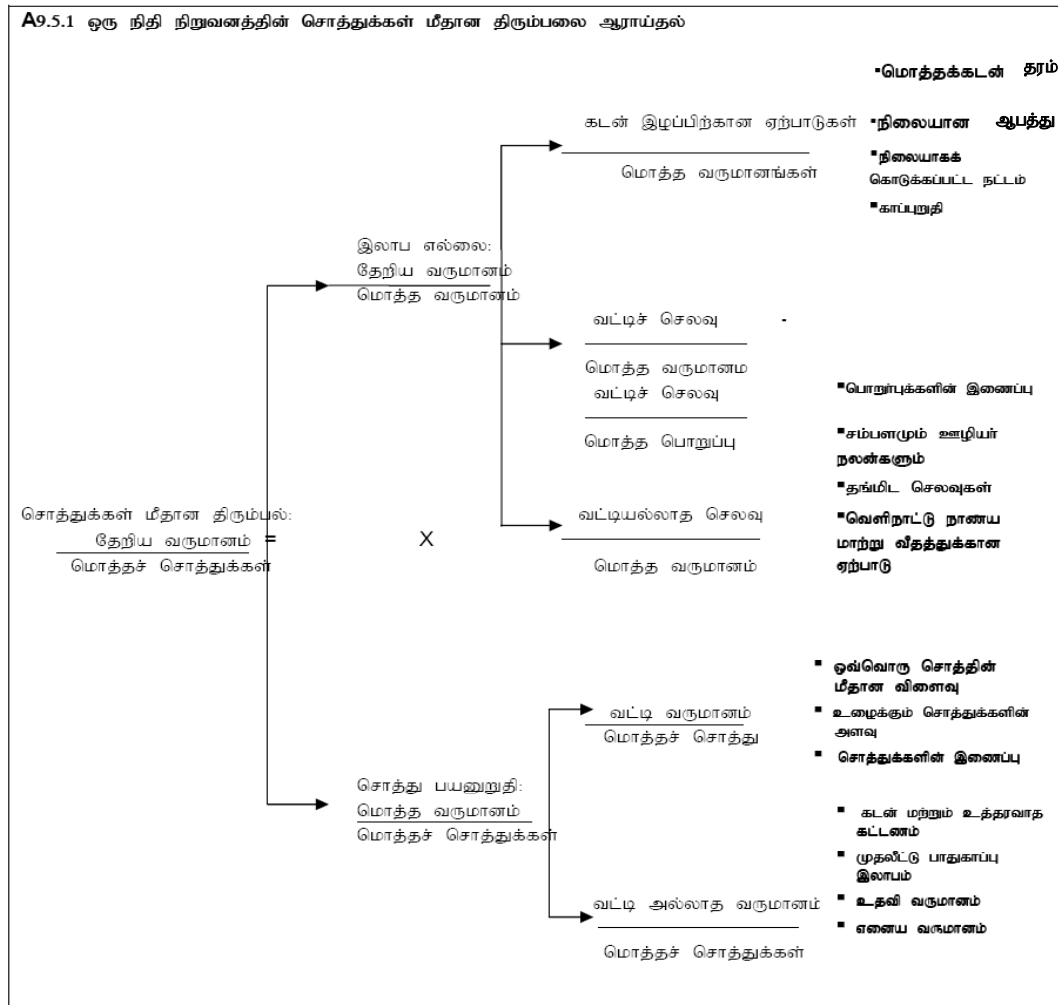 A9.5.1 ஒரு நிதி நிறுவனத்தின் சொத்துக்கள் மீதான திரும்பலை ஆராய்தல்
▪மொத்தக்கடன் தரம்
கடன் இழப்பிற்கான ஏற்பாடுகள்
மொத்த வருமானங்கள்
▪நிலையான ஆபத்து
▪நிலையாகக்
கொடுக்கப்பட்ட நட்டம்
▪காப்புறுதி
இலாப எல்லை:
தேறிய வருமானம்
மொத்த வருமானம்
வட்டிச் செலவு -
மொத்த வருமானம
வட்டிச் செலவு
மொத்த பொறுப்பு
▪பொறுர்புக்களின் இணைப்பு
▪சம்பளமும் ஊழியர்
நலன்களும்
▪தங்மிட செலவுகள்
▪வெளிநாட்டு நாணய
மாற்று வீதத்துக்கான
ஏற்பாடு
வட்டியல்லாத செலவு
மொத்த வருமானம்
சொத்துக்கள் மீதான திரும்பல்:
தேறிய வருமானம் =
மொத்தச் சொத்துக்கள்
X
▪ ஒவ்வொரு சொத்தின்
மீதான விளைவு
▪ உழைக்கும் சொத்துக்களின்
அளவு
▪ சொத்துக்களின் இணைப்பு
வட்டி வருமானம்
மொத்தச் சொத்து
சொத்து பயனுறுதி:
மொத்த வருமானம்
மொத்தச் சொத்துக்கள்
▪ கடன் மற்றும் உத்தரவாத
கட்டணம்
▪ முதலீட்டு பாதுகாப்பு
இலாபம்
▪ உதவி வருமானம்
▪ எனைய வருமானம்
வட்டி அல்லாத வருமானம்
மொத்தச் சொத்துக்கள்